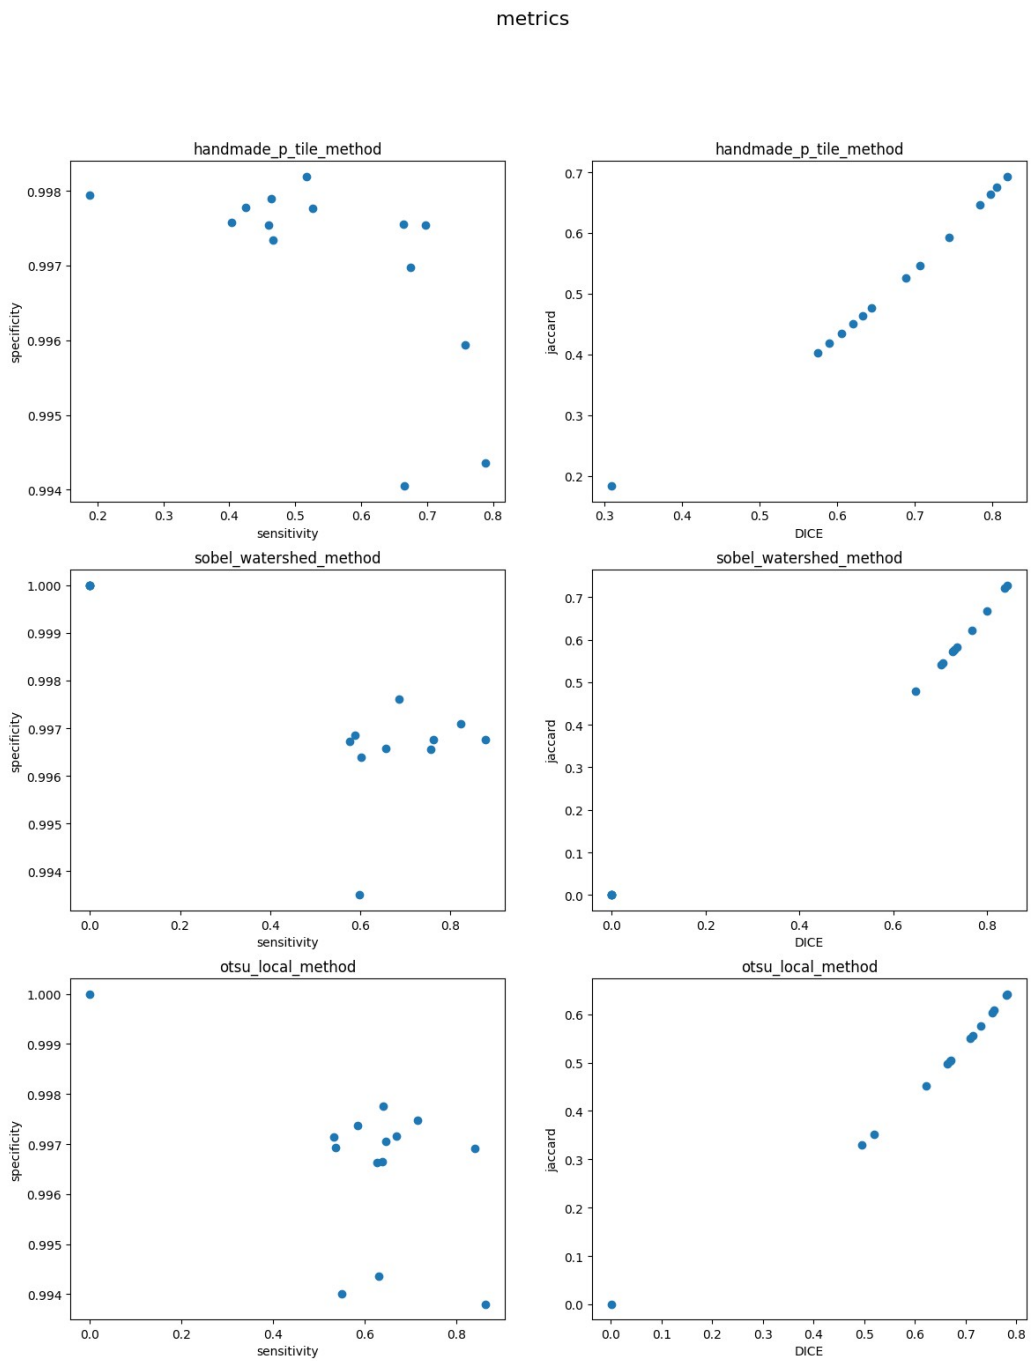 metrics
handmade_p_tile_method
handmade_p_tile_method
0.998
0.997
0.996
0.995
0.994
specificity
0.2 0.3 0.4 0.5 0.6 0.7 0.8
sensitivity
0.7
0.6
0.5
0.4
0.3
0.2
jaccard
0.3 0.4 0.5 0.6 0.7 0.8
DICE
sobel_watershed_method
sobel_watershed_method
1.000
0.999
0.998
0.997
0.996
0.995
0.994
specificity
0.0 0.2 0.4 0.6 0.8
sensitivity
0.7
0.6
0.5
0.4
0.3
0.2
0.1
0.0
jaccard
0.0 0.2 0.4 0.6 0.8
DICE
otsu_local_method
otsu_local_method
1.000
0.999
0.998
0.997
0.996
0.995
0.994
specificity
0.0 0.2 0.4 0.6 0.8
sensitivity
0.6
0.5
0.4
0.3
0.2
0.1
0.0
jaccard
0.0 0.1 0.2 0.3 0.4 0.5 0.6 0.7 0.8
DICE